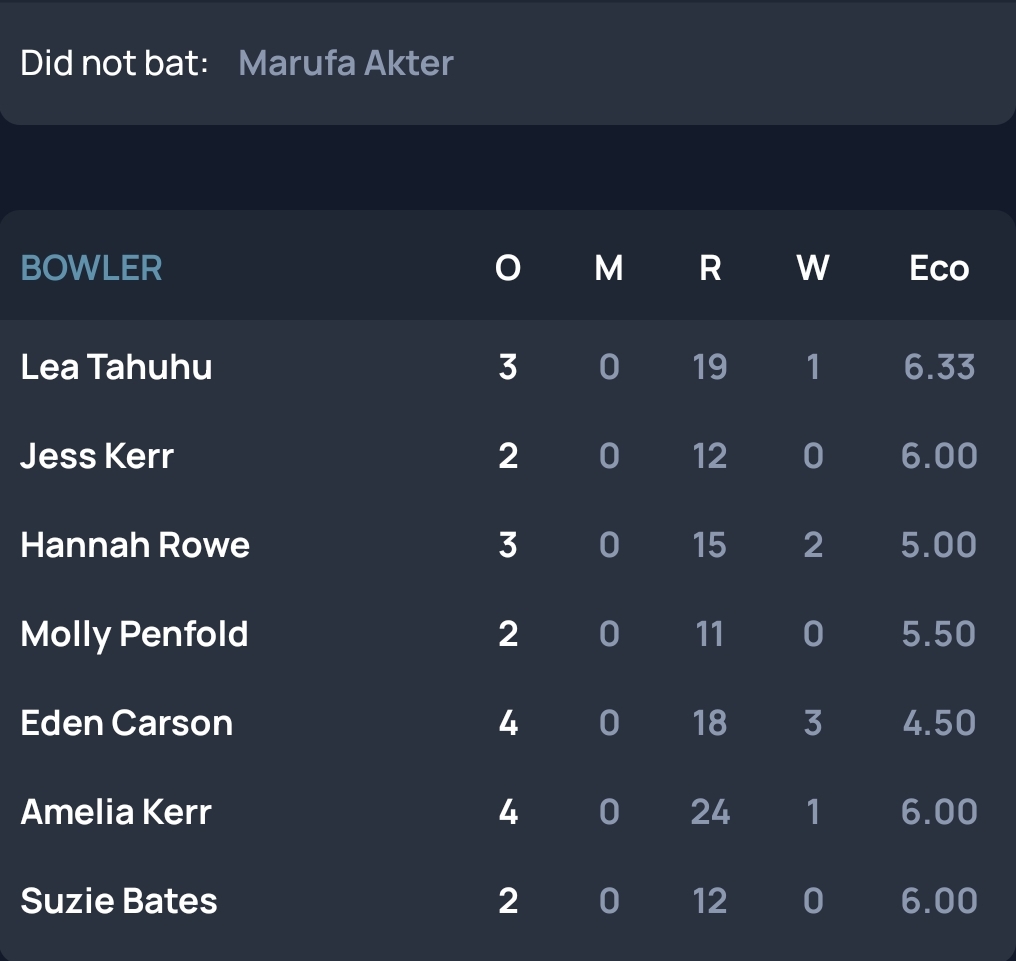 Did not bat: Marufa Akter
BOWLER O M R W Eco
Lea Tahuhu 3 0 19 1 6.33
Jess Kerr 2 0 12 0 6.00
Hannah Rowe 3 0 15 2 5.00
Molly Penfold 2 0 11 0 5.50
Eden Carson 4 0 18 3 4.50
Amelia Kerr 4 0 24 1 6.00
Suzie Bates 2 0 12 0 6.00